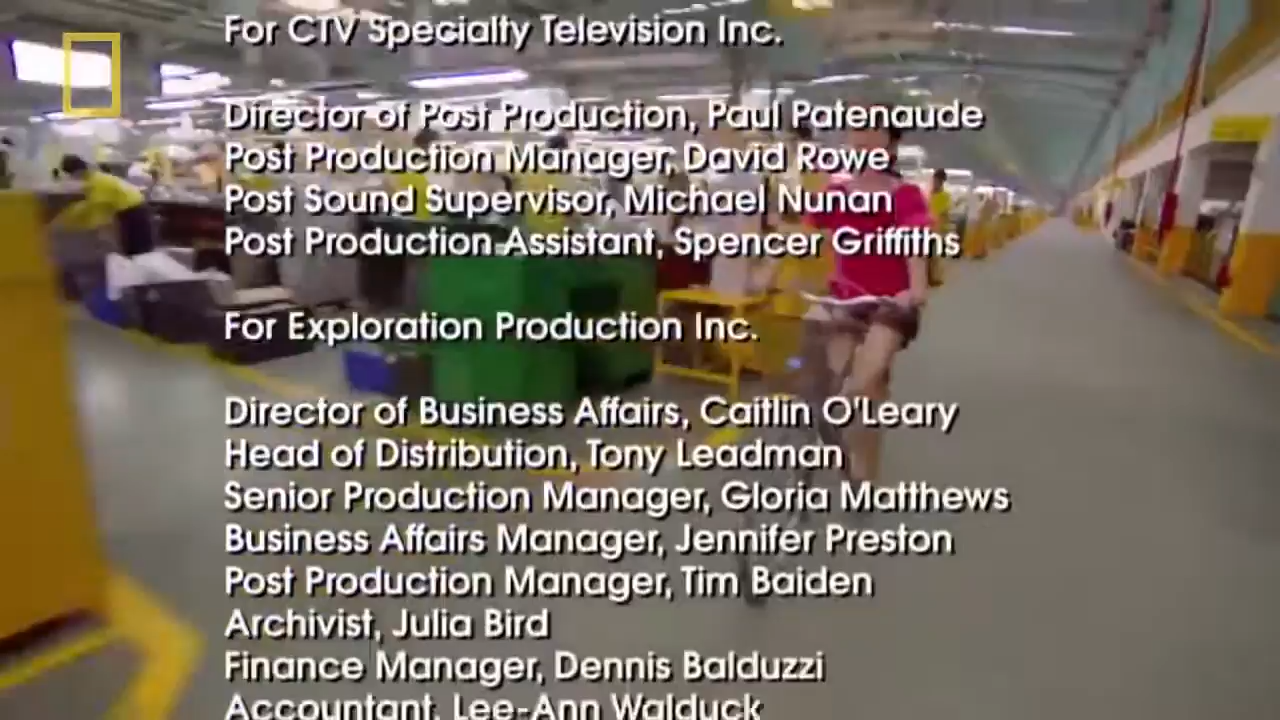 For CTV Specialty Television Inc.
Director of Post Production, Paul Patenaude
Post Production Manager, David Rowe
Post Sound Supervisor, Michael Nunan
Post Production Assistant, Spencer Griffiths
For Exploration Production Inc.
Director of Business Affairs, Caitlin O'Leary
Head of Distribution, Tony Leadman
Senior Production Manager, Gloria Matthews
Business Affairs Manager, Jennifer Preston
Post Production Manager, Tim Baiden
Archivist, Julia Bird
Finance Manager, Dennis Balduzzi
Accountant, Lee-Ann Walduck